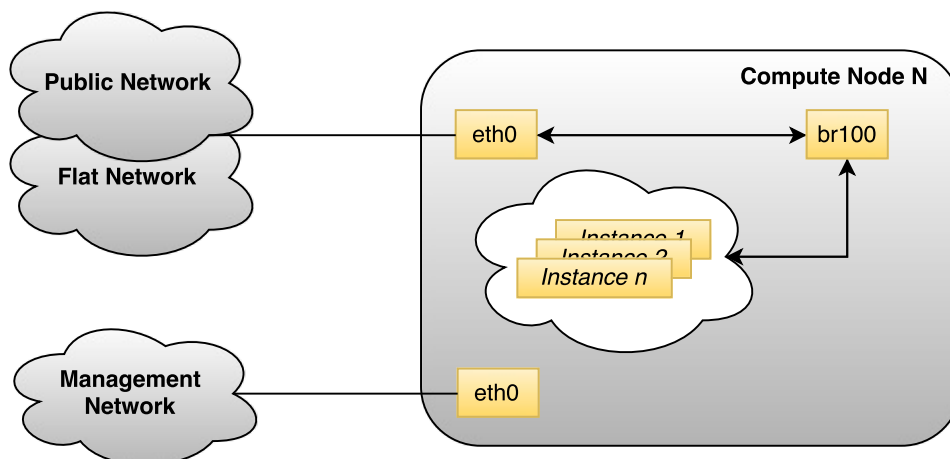 Public Network
Flat Network
Compute Node N
eth0
br100
Instance 1
Instance 2
Instance n
Management
Network
eth0